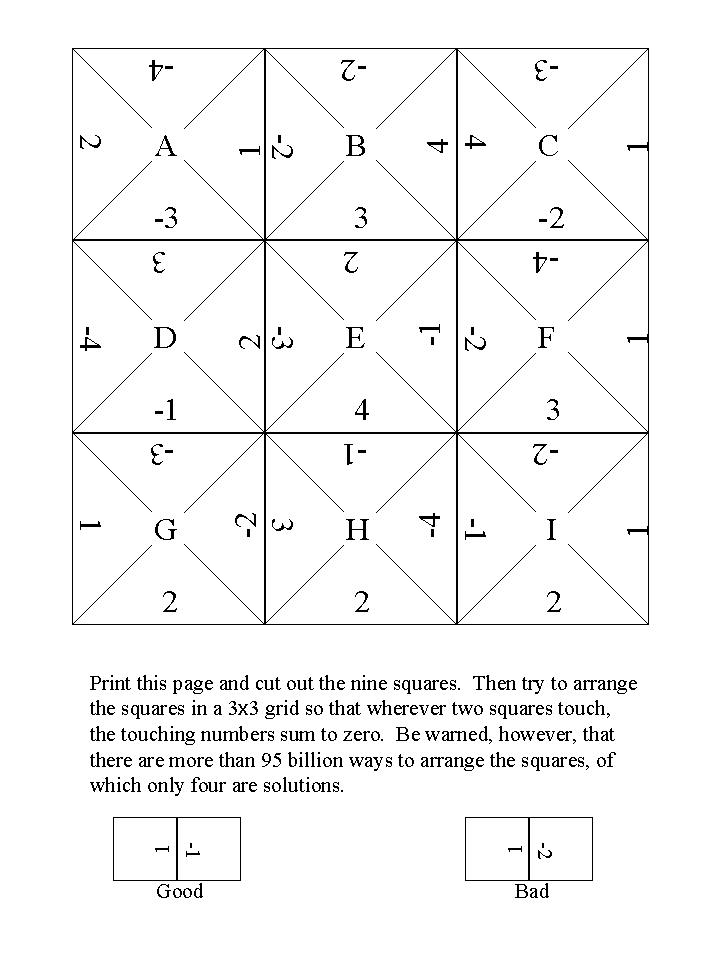 -4 -2 -3
2 A 1 -2 B 4 4 C 1
-3 3 -2
3 2 -4
-4 D 2 -3 E -1 -2 F 1
-1 4 3
-3 -1 -2
1 G -2 3 H -4 -1 I 1
2 2 2
Print this page and cut out the nine squares. Then try to arrange
the squares in a 3x3 grid so that wherever two squares touch,
the touching numbers sum to zero. Be warned, however, that
there are more than 95 billion ways to arrange the squares, of
which only four are solutions.
1 -1 1 -2
Good Bad